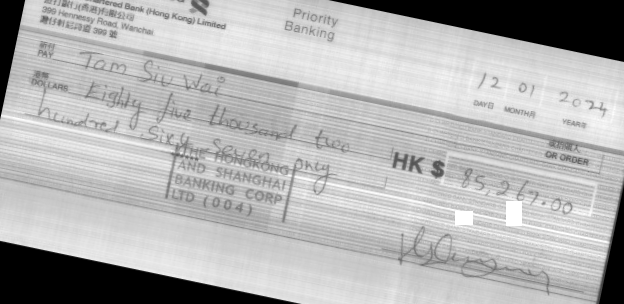 Chartered Bank (Hong Kong) Limited
渣打銀行(香港)有限公司
399 Hennessy Road, Wanchai
灣仔軒尼詩道 399 號
Priority
Banking
12 01 2024
DAY日 MONTH月 YEAR年
祈付
PAY Tam Siu Wai
或持票人
OR ORDER
港幣
DOLLARS Eighty five thousand two
hundred sixty seven only
HK $ 85,267.00
THE HONGKONG
AND SHANGHAI
BANKING CORP
LTD (004)